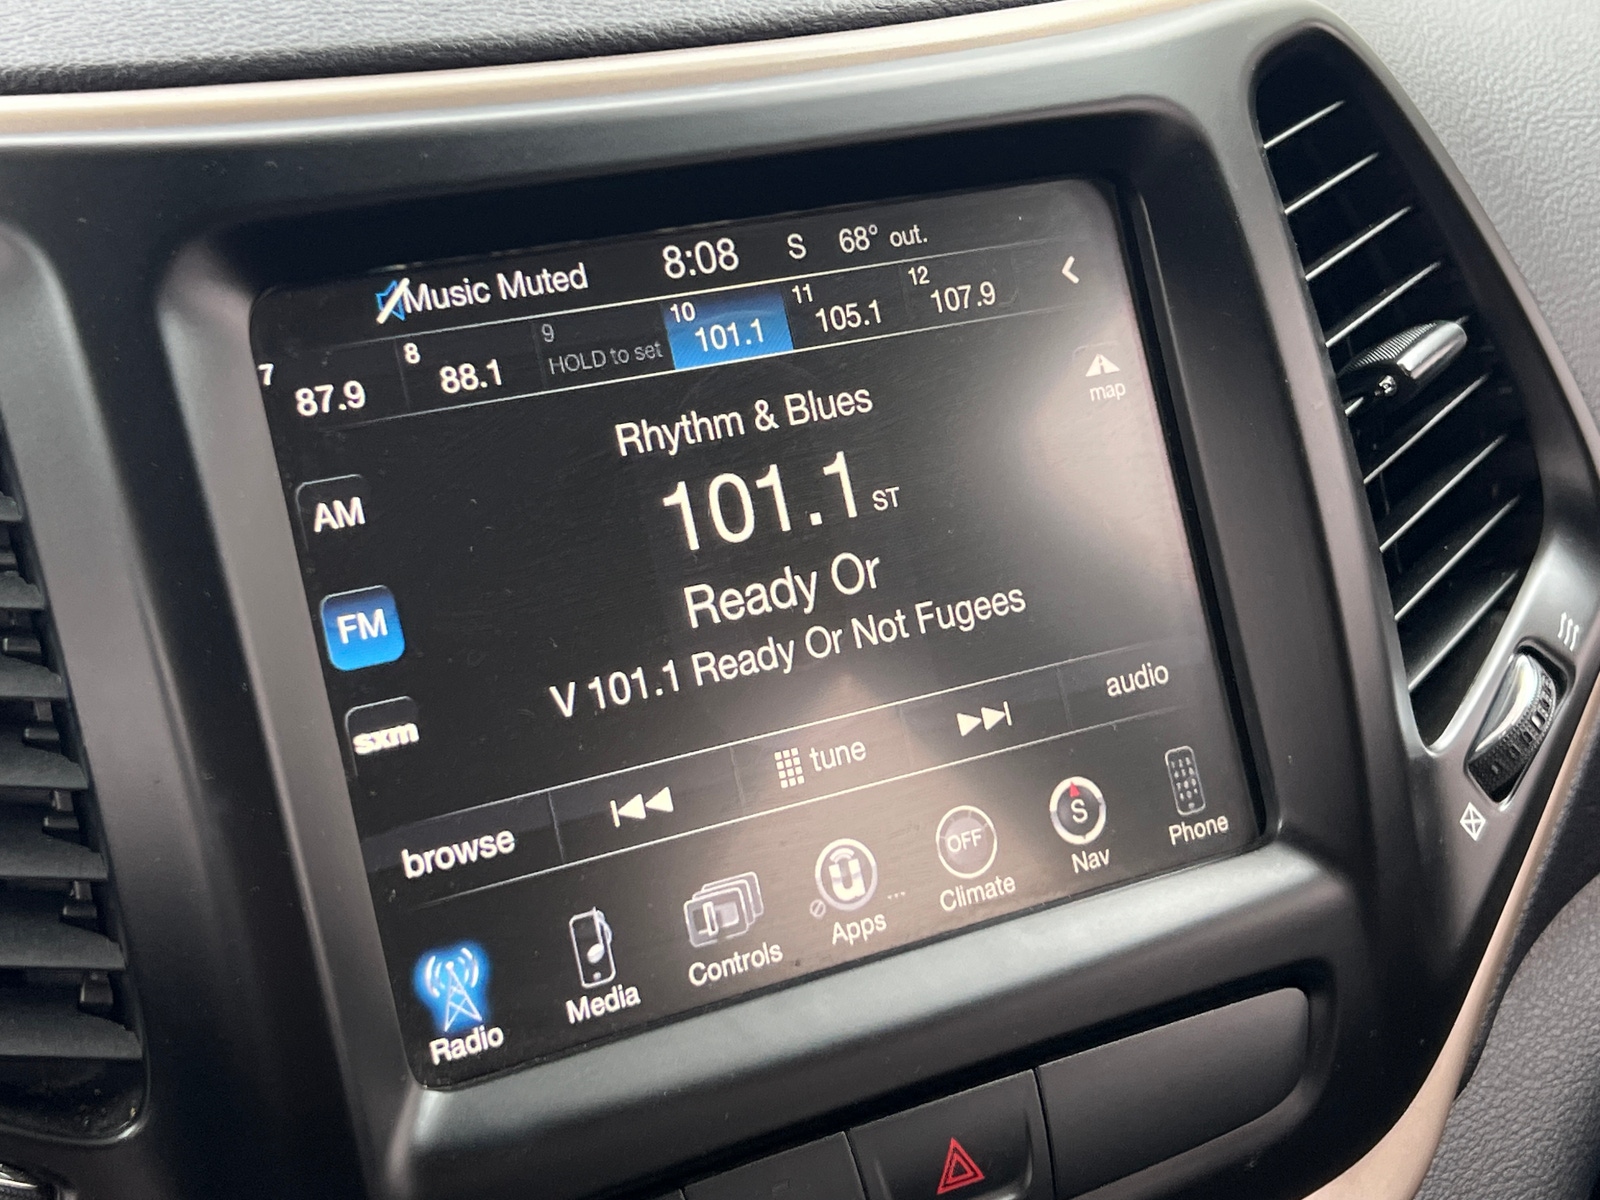 Music Muted 8:08 S 68° out.
7 87.9 8 88.1 9 HOLD to set 10 101.1 11 105.1 12 107.9
map
Rhythm & Blues
AM
101.1 ST
Ready Or
FM
V 101.1 Ready Or Not Fugees
sxm
browse tune audio
Radio Media Controls Apps OFF Climate S Nav Phone